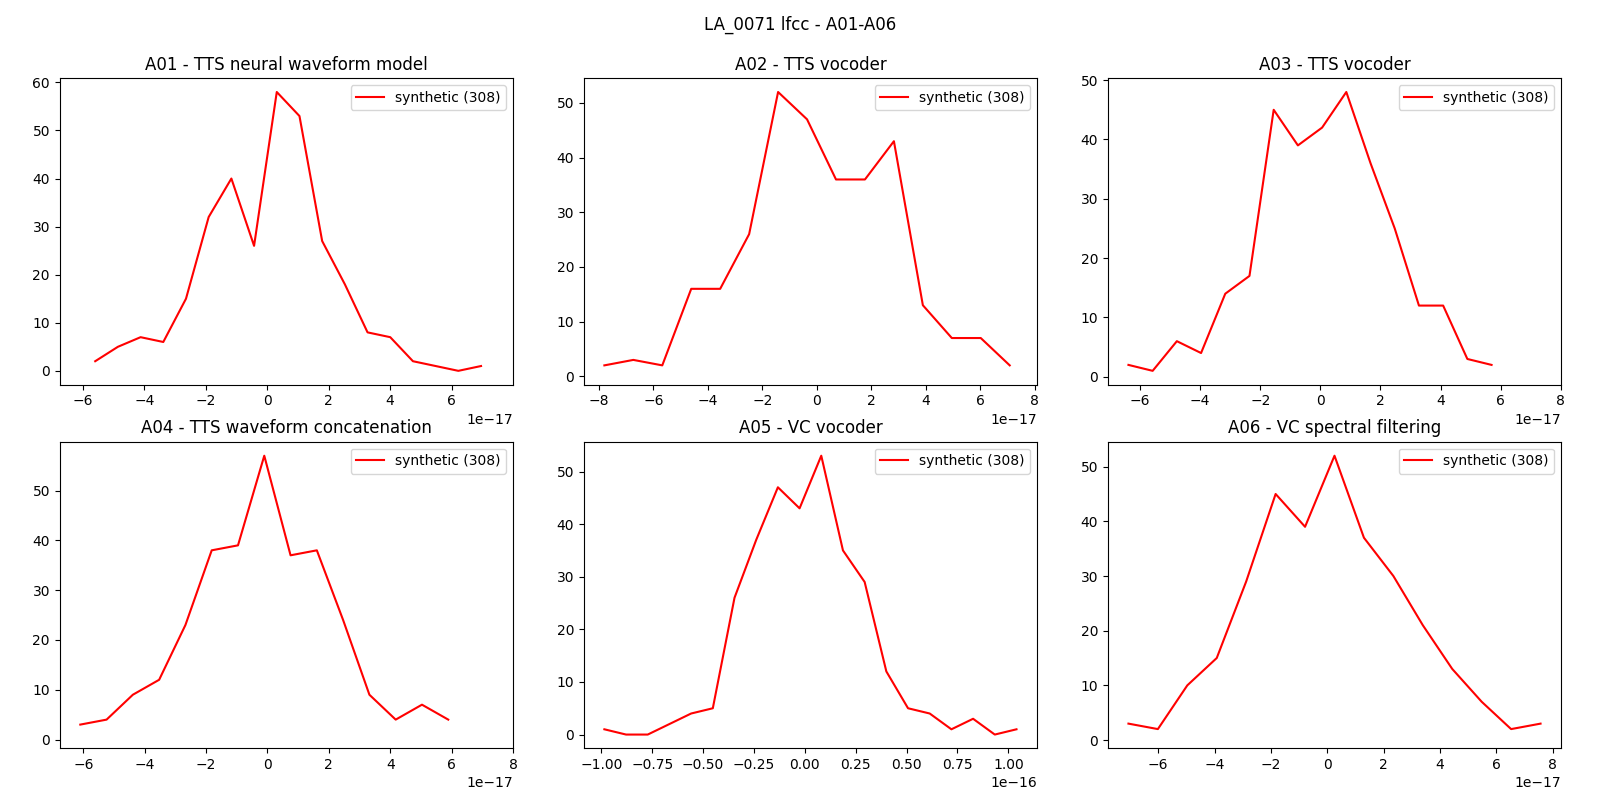 LA_0071 lfcc - A01-A06
A01 - TTS neural waveform model
synthetic (308)
60
50
40
30
20
10
0
−6 −4 −2 0 2 4 6
1e−17
A02 - TTS vocoder
synthetic (308)
50
40
30
20
10
0
−8 −6 −4 −2 0 2 4 6 8
1e−17
A03 - TTS vocoder
synthetic (308)
50
40
30
20
10
0
−6 −4 −2 0 2 4 6 8
1e−17
A04 - TTS waveform concatenation
synthetic (308)
50
40
30
20
10
0
−6 −4 −2 0 2 4 6 8
1e−17
A05 - VC vocoder
synthetic (308)
50
40
30
20
10
0
−1.00 −0.75 −0.50 −0.25 0.00 0.25 0.50 0.75 1.00
1e−16
A06 - VC spectral filtering
synthetic (308)
50
40
30
20
10
0
−6 −4 −2 0 2 4 6 8
1e−17